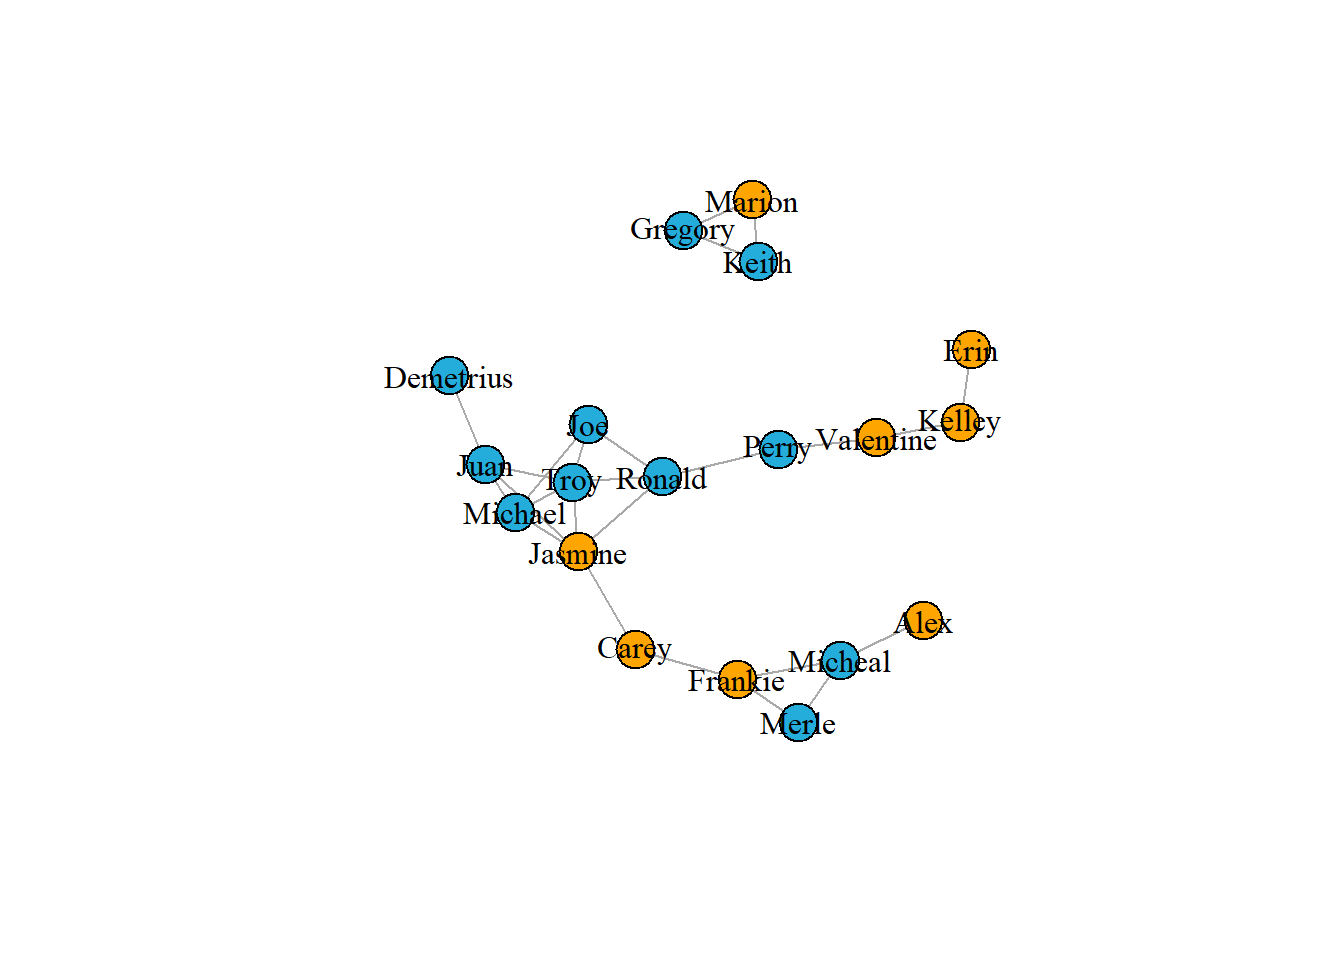 Marion
Gregory
Keith
Erin
Demetrius
Kelley
Joe
Valentine
Perry
Juan
Troy
Ronald
Michael
Jasmine
Alex
Carey
Micheal
Frankie
Merle